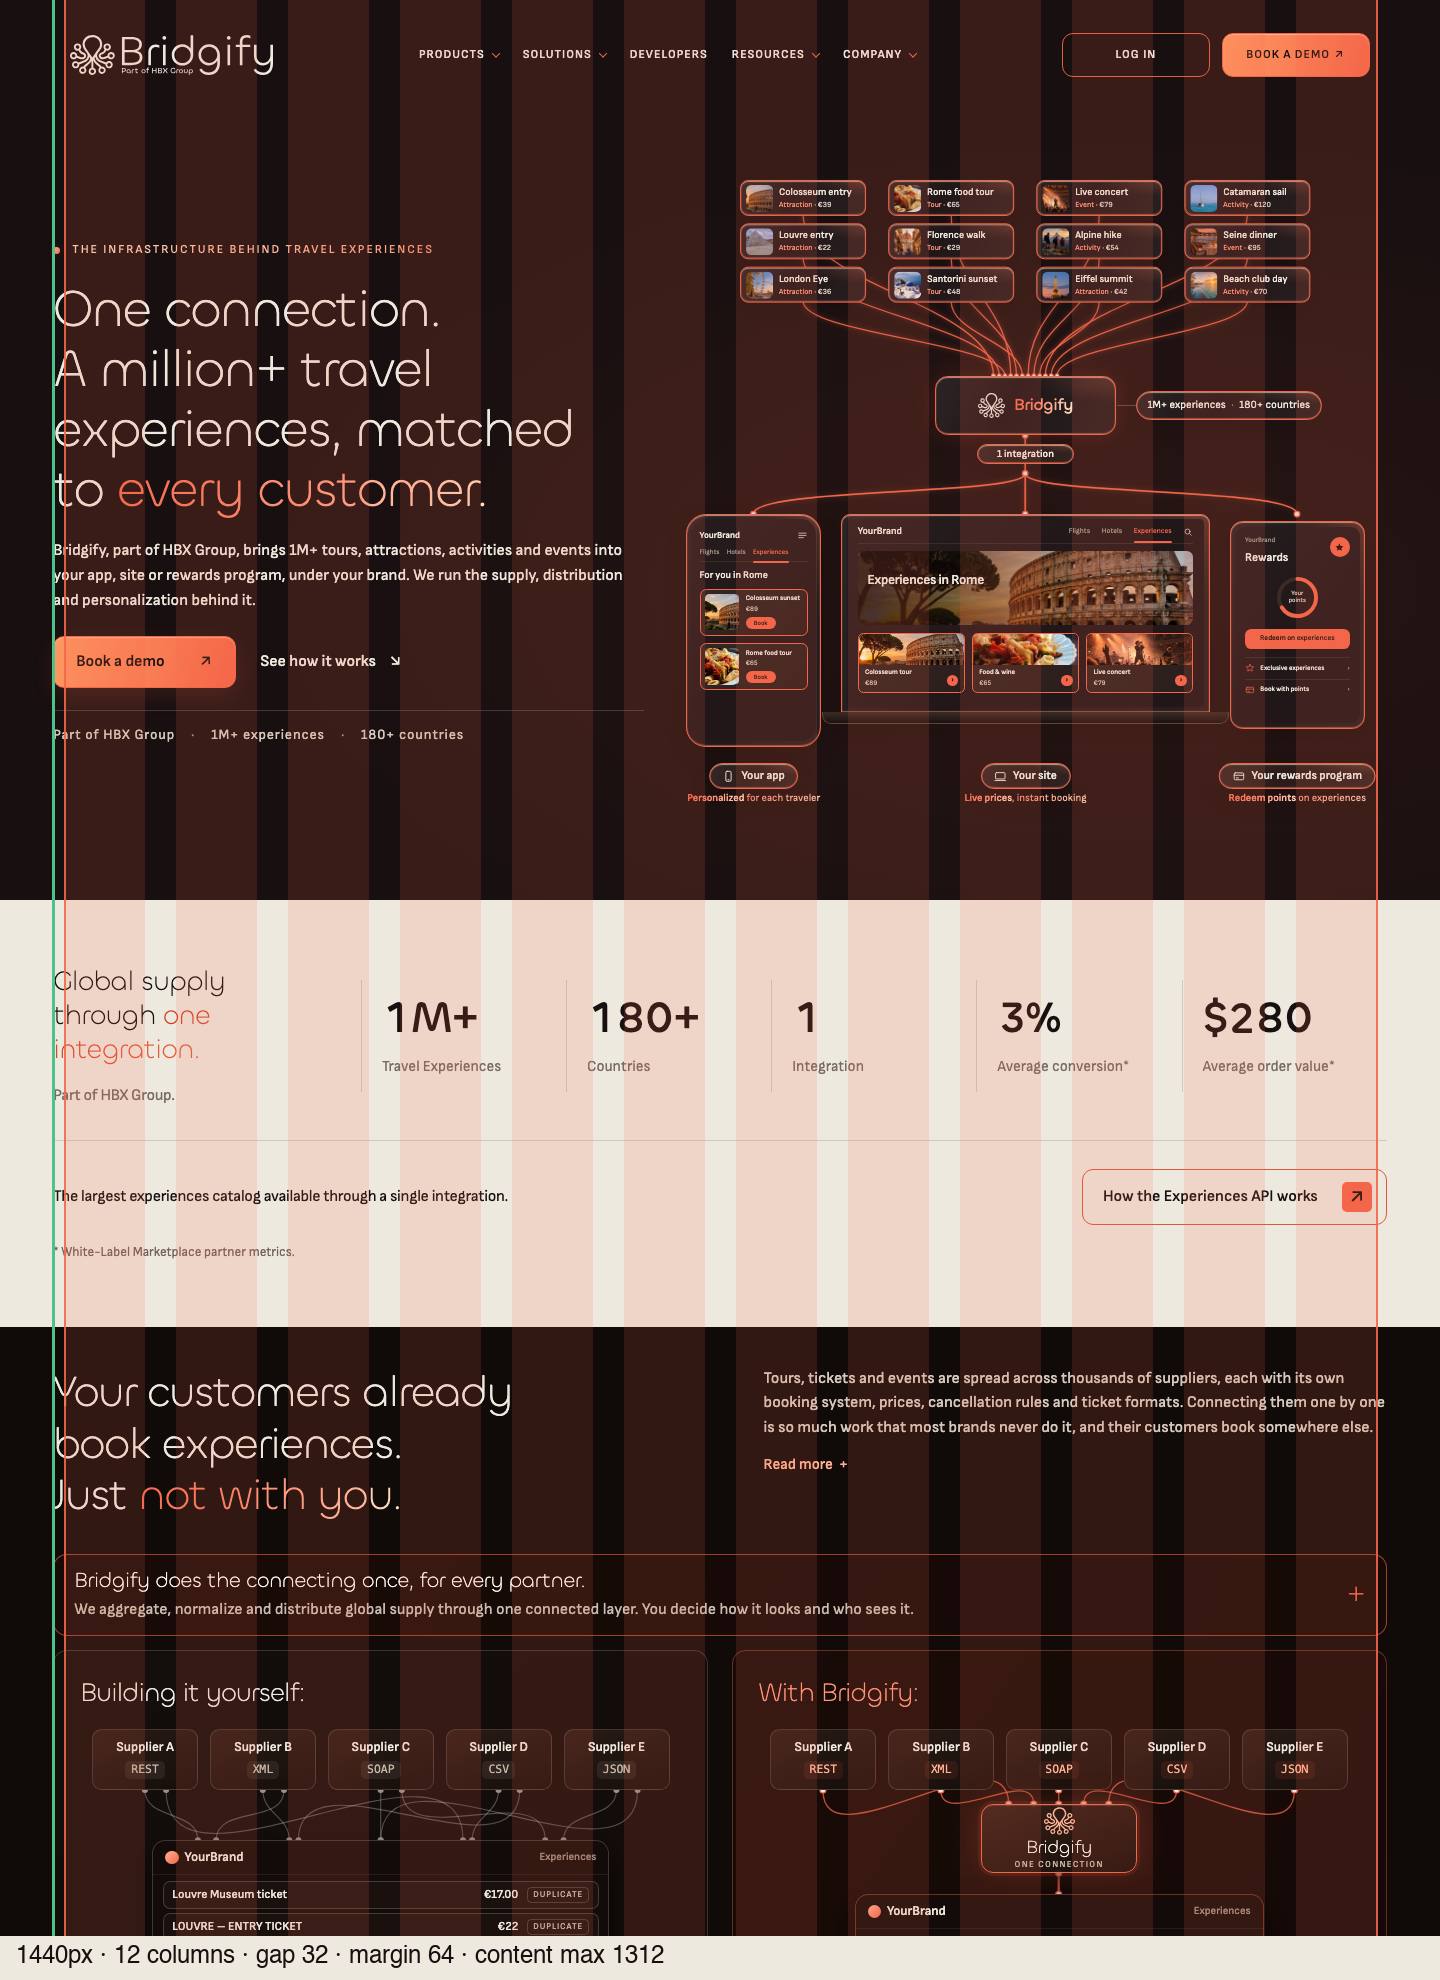 Bridgify
Part of HBX Group
PRODUCTS
SOLUTIONS
DEVELOPERS
RESOURCES
COMPANY
LOG IN
BOOK A DEMO
THE INFRASTRUCTURE BEHIND TRAVEL EXPERIENCES
One connection.
A million+ travel
experiences, matched
to every customer.
Bridgify, part of HBX Group, brings 1M+ tours, attractions, activities and events into
your app, site or rewards program, under your brand. We run the supply, distribution
and personalization behind it.
Book a demo
See how it works
Part of HBX Group · 1M+ experiences · 180+ countries
Colosseum entry
Attraction · €39
Rome food tour
Tour · €65
Live concert
Event · €79
Catamaran sail
Activity · €120
Louvre entry
Attraction · €22
Florence walk
Tour · €29
Alpine hike
Activity · €54
Seine dinner
Event · €95
London Eye
Attraction · €36
Santorini sunset
Tour · €48
Eiffel summit
Attraction · €42
Beach club day
Activity · €70
Bridgify
1M+ experiences · 180+ countries
1 integration
YourBrand
Flights Hotels Experiences
For you in Rome
Colosseum sunset
€89
Book
Rome food tour
€65
Book
YourBrand
Flights Hotels Experiences
Experiences in Rome
Colosseum tour
€89
Food & wine
€65
Live concert
€79
YourBrand
Rewards
Your
points
Redeem on experiences
Exclusive experiences
Book with points
Your app
Personalized for each traveler
Your site
Live prices, instant booking
Your rewards program
Redeem points on experiences
Global supply
through one
integration.
Part of HBX Group.
1M+
Travel Experiences
180+
Countries
1
Integration
3%
Average conversion*
$280
Average order value*
The largest experiences catalog available through a single integration.
How the Experiences API works
* White-Label Marketplace partner metrics.
Your customers already
book experiences.
Just not with you.
Tours, tickets and events are spread across thousands of suppliers, each with its own
booking system, prices, cancellation rules and ticket formats. Connecting them one by one
is so much work that most brands never do it, and their customers book somewhere else.
Read more +
Bridgify does the connecting once, for every partner.
We aggregate, normalize and distribute global supply through one connected layer. You decide how it looks and who sees it.
Building it yourself:
Supplier A
REST
Supplier B
XML
Supplier C
SOAP
Supplier D
CSV
Supplier E
JSON
YourBrand
Experiences
Louvre Museum ticket
€17.00
DUPLICATE
LOUVRE – ENTRY TICKET
€22
DUPLICATE
With Bridgify:
Supplier A
REST
Supplier B
XML
Supplier C
SOAP
Supplier D
CSV
Supplier E
JSON
Bridgify
ONE CONNECTION
YourBrand
Experiences
1440px · 12 columns · gap 32 · margin 64 · content max 1312